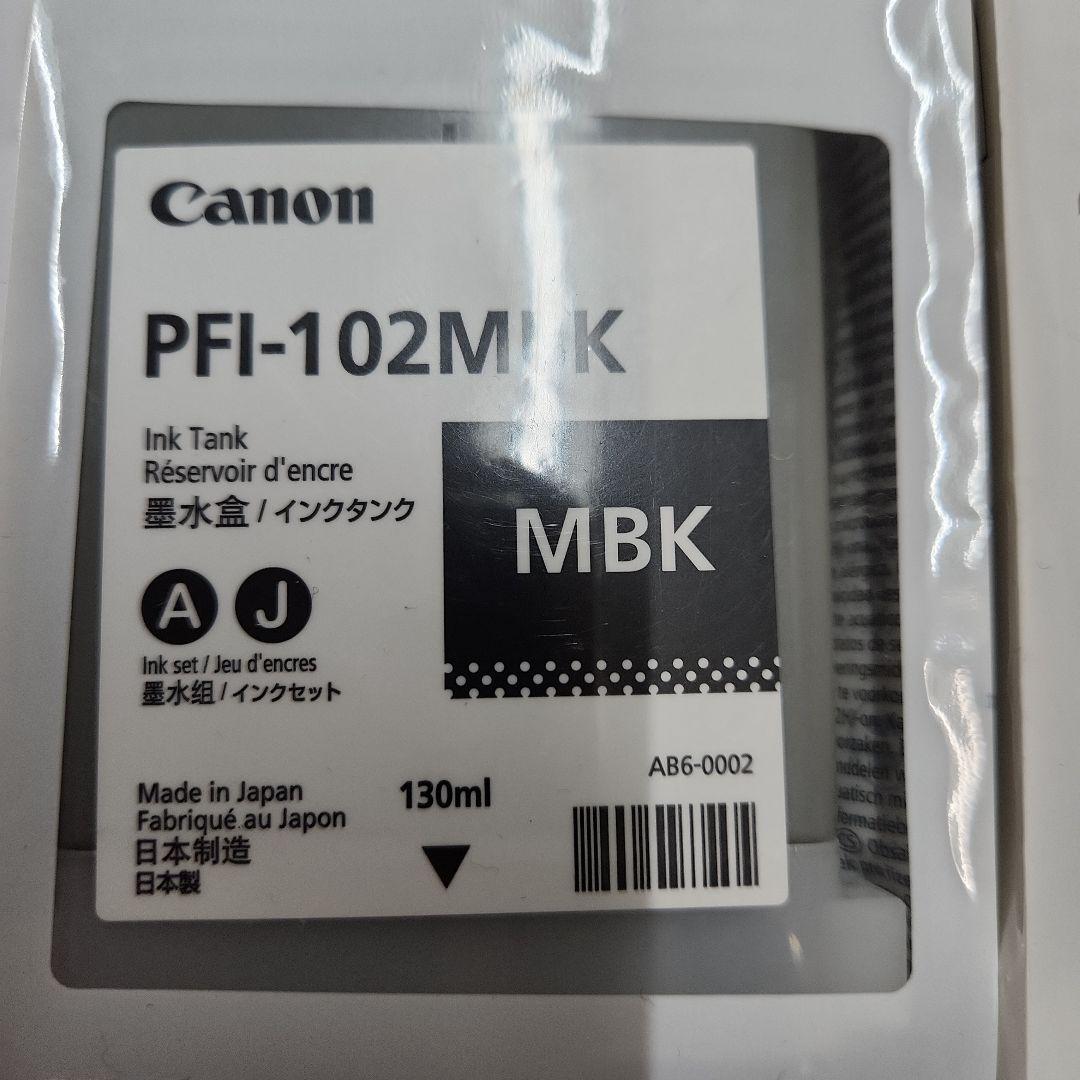 Canon
PFI-102MBK
Ink Tank
Réservoir d'encre
墨水盒 / インクタンク
MBK
A J
Ink set / Jeu d'encres
墨水组 / インクセット
AB6-0002
Made in Japan
130ml
Fabriqué au Japon
日本制造
日本製